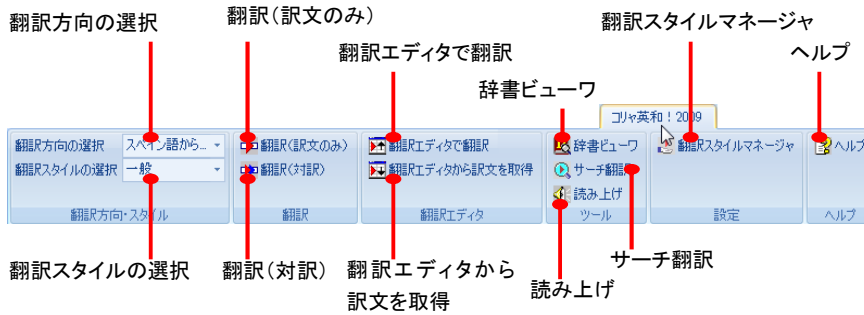 翻訳方向の選択
翻訳(訳文のみ)
翻訳エディタで翻訳
辞書ビューワ
翻訳スタイルマネージャ
ヘルプ
コリャ英和！2009
翻訳方向の選択 スペイン語から...
翻訳(訳文のみ)
翻訳エディタで翻訳
辞書ビューワ
翻訳スタイルマネージャ
ヘルプ
翻訳スタイルの選択 一般
翻訳(対訳)
翻訳エディタから訳文を取得
サーチ翻訳
読み上げ
翻訳方向・スタイル
翻訳
翻訳エディタ
ツール
設定
ヘルプ
翻訳スタイルの選択
翻訳(対訳)
翻訳エディタから
訳文を取得
読み上げ
サーチ翻訳